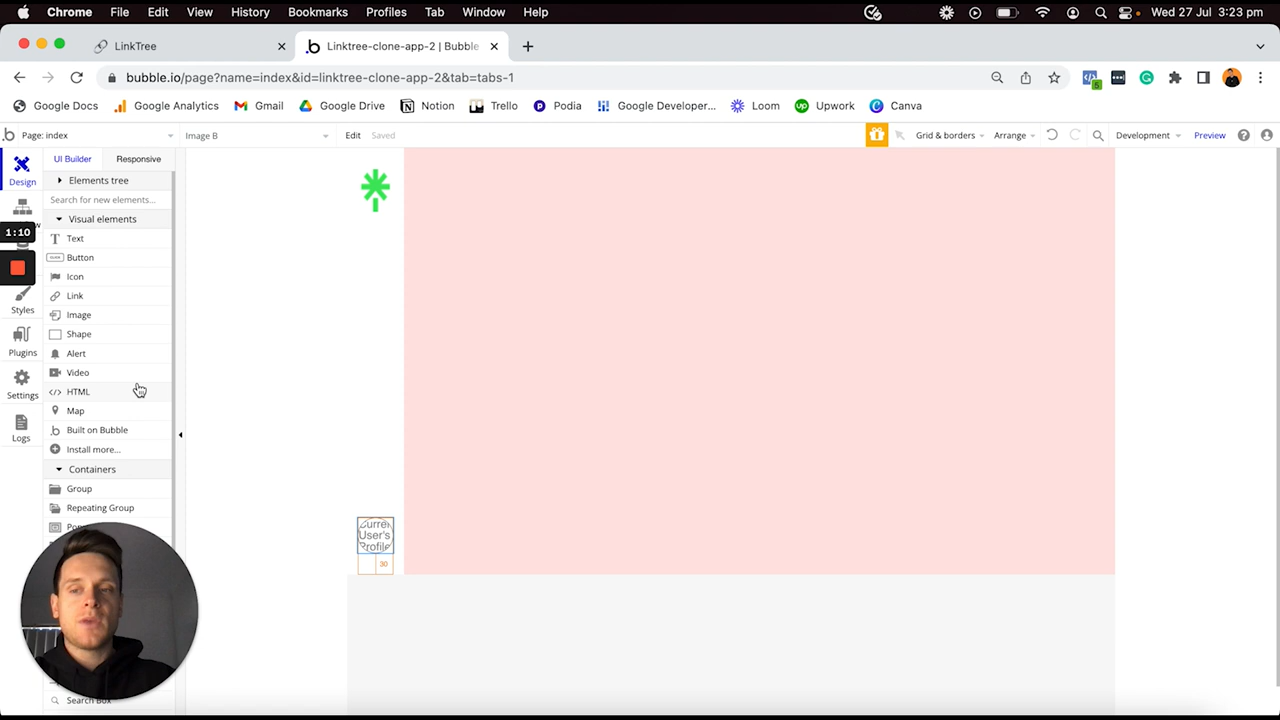 Chrome File Edit View History Bookmarks Profiles Tab Window Help Wed 27 Jul 3:23 pm
LinkTree Linktree-clone-app-2 | Bubble
bubble.io/page?name=index&id=linktree-clone-app-2&tab=tabs-1
5
Google Docs Google Analytics Gmail Google Drive Notion Trello Podia Google Developer... Loom Upwork Canva
Page: index Image B Edit Saved Grid & borders Arrange Development Preview
UI Builder Responsive
Design
Elements tree
Search for new elements...
Visual elements
1:10
Text
Button
Icon
Link
Styles
Image
Shape
Plugins
Alert
Video
Settings
HTML
Map
Built on Bubble
Logs
Install more...
Containers
Group
Repeating Group
Current
User's
Profile
30
Search Box